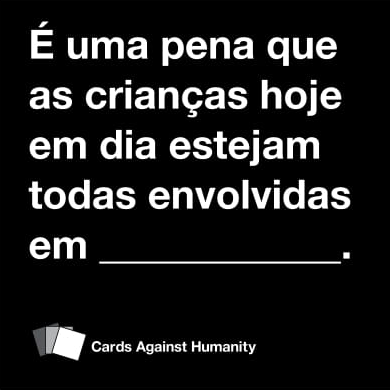 É uma pena que
as crianças hoje
em dia estejam
todas envolvidas
em ____________.
Cards Against Humanity